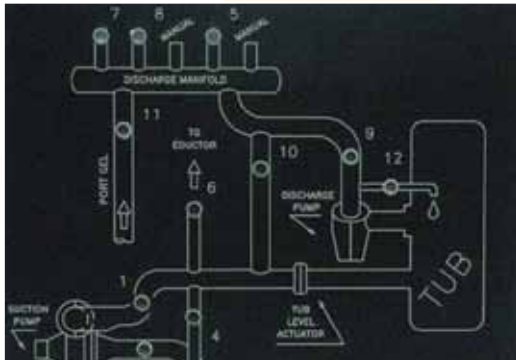 7
8
MANUAL
5
MANUAL
DISCHARGE MANIFOLD
11
PORT GEL
TO
EDUCTOR
6
10
9
12
DISCHARGE
PUMP
TUB
1
SUCTION
PUMP
4
TUB
LEVEL
ACTUATOR